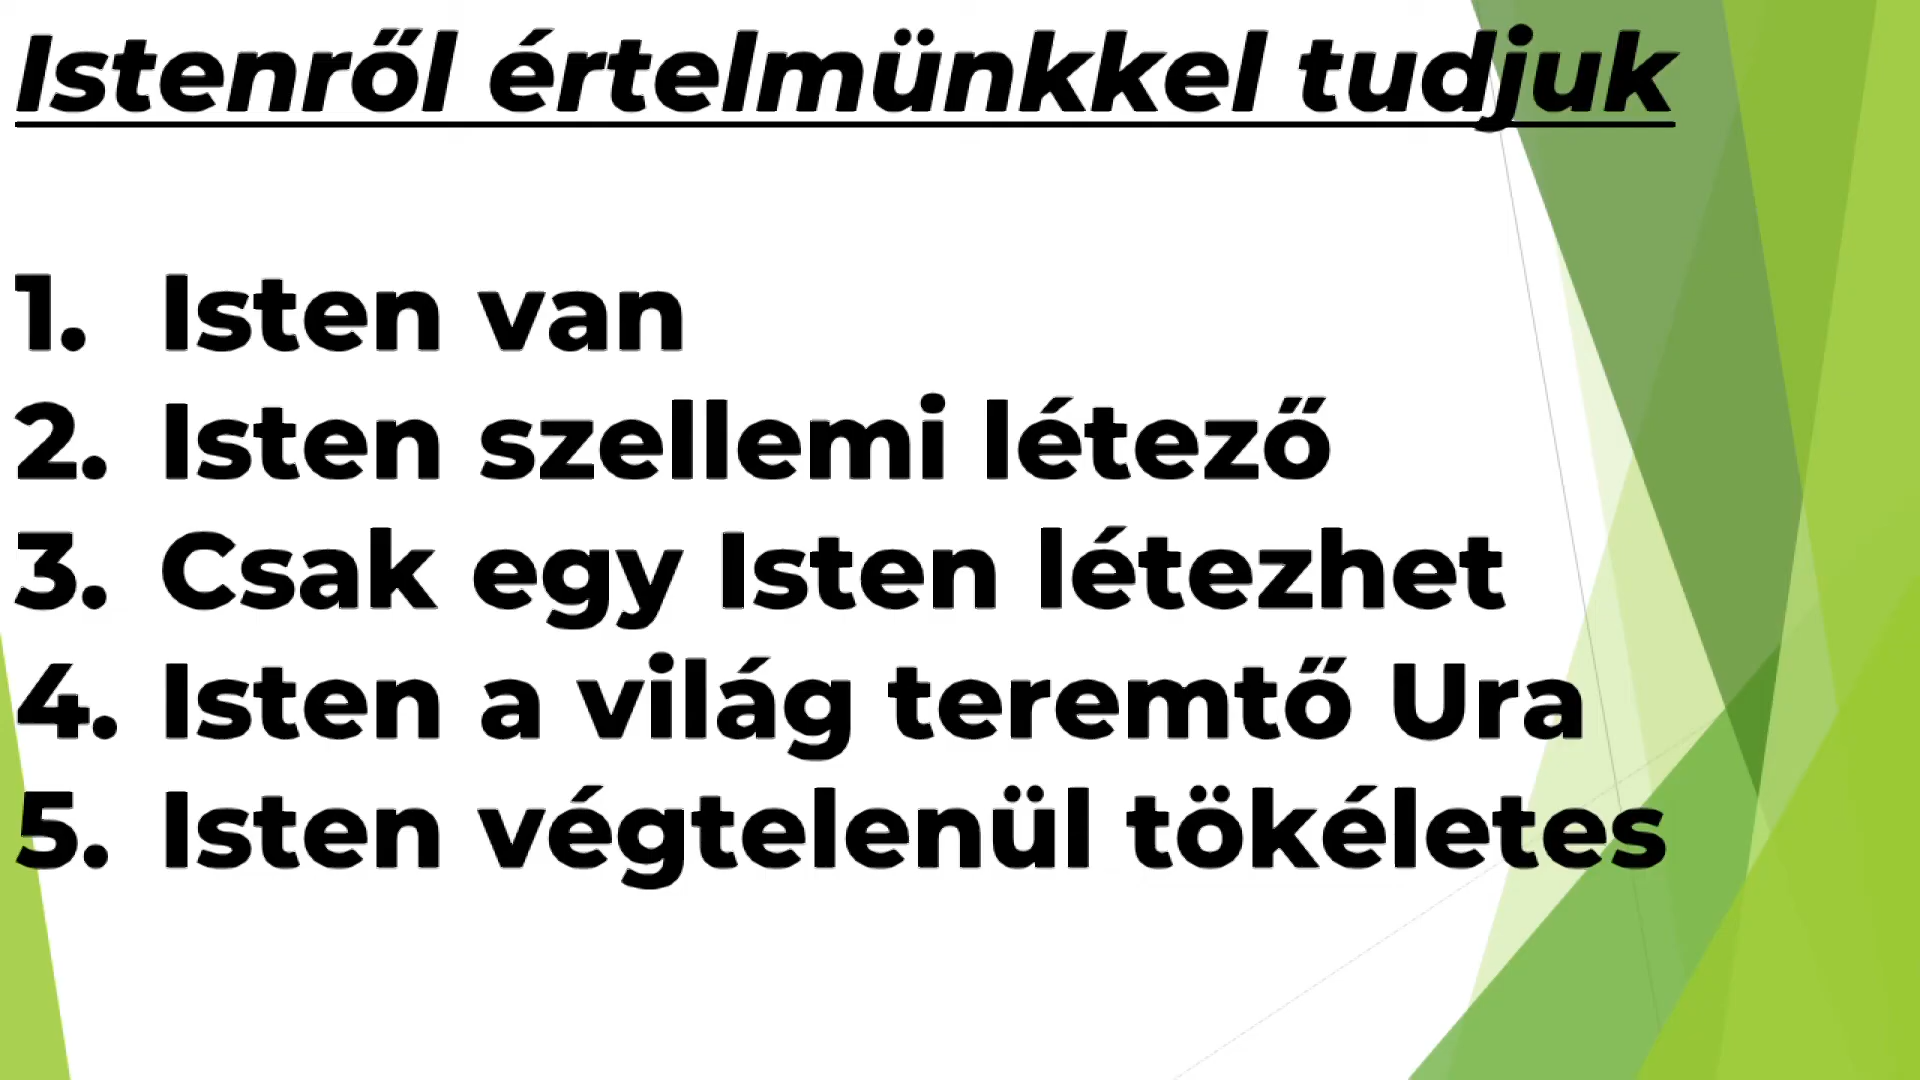 Istenről értelmünkkel tudjuk
1. Isten van
2. Isten szellemi létező
3. Csak egy Isten létezhet
4. Isten a világ teremtő Ura
5. Isten végtelenül tökéletes